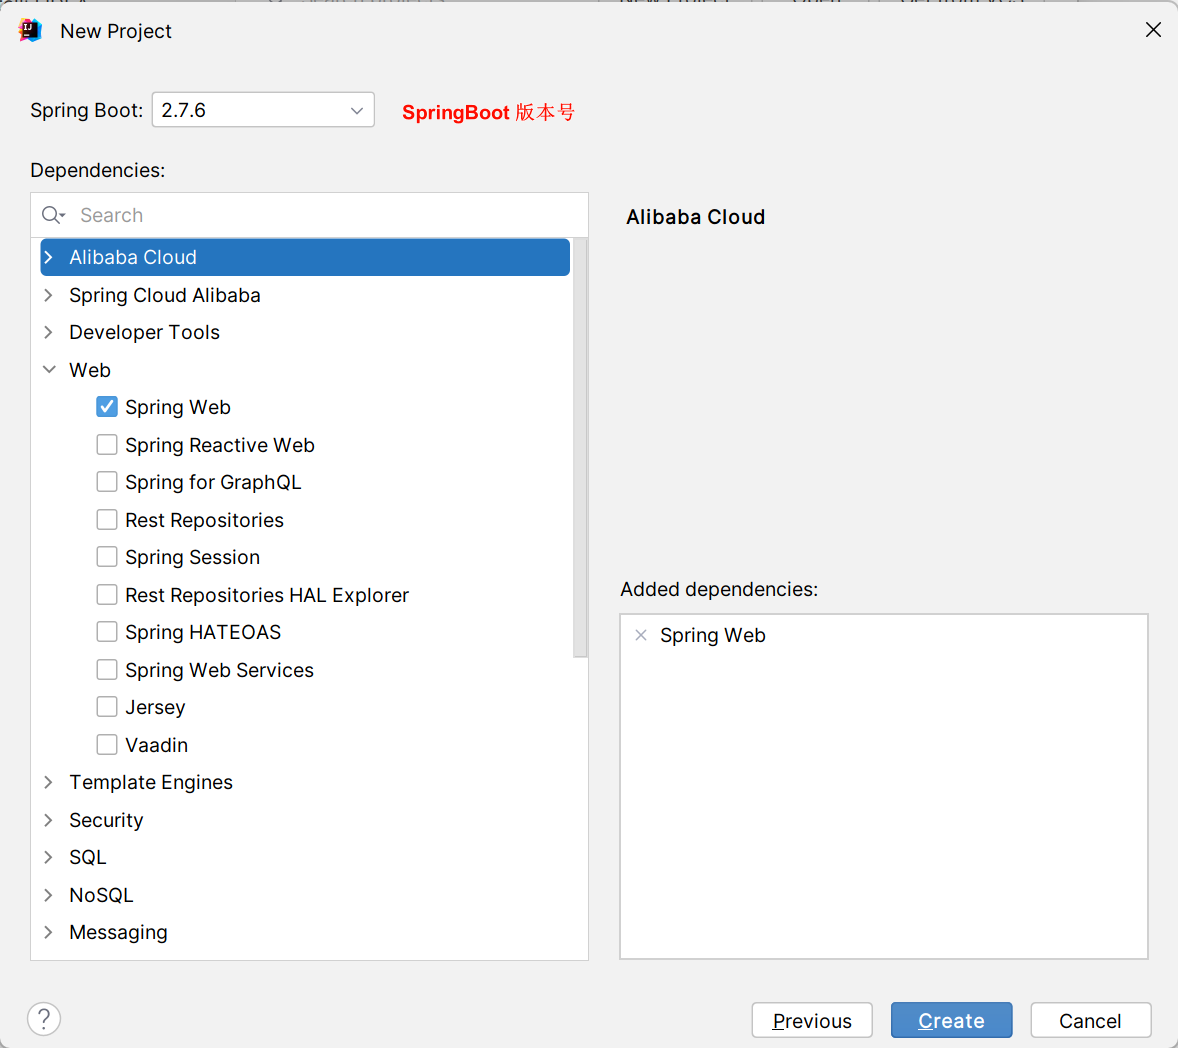 New Project
Spring Boot: 2.7.6 SpringBoot 版本号
Dependencies:
Search
Alibaba Cloud
Alibaba Cloud
Spring Cloud Alibaba
Developer Tools
Web
Spring Web
Spring Reactive Web
Spring for GraphQL
Rest Repositories
Spring Session
Rest Repositories HAL Explorer
Spring HATEOAS
Spring Web Services
Jersey
Vaadin
Template Engines
Security
SQL
NoSQL
Messaging
Added dependencies:
Spring Web
?
Previous
Create
Cancel